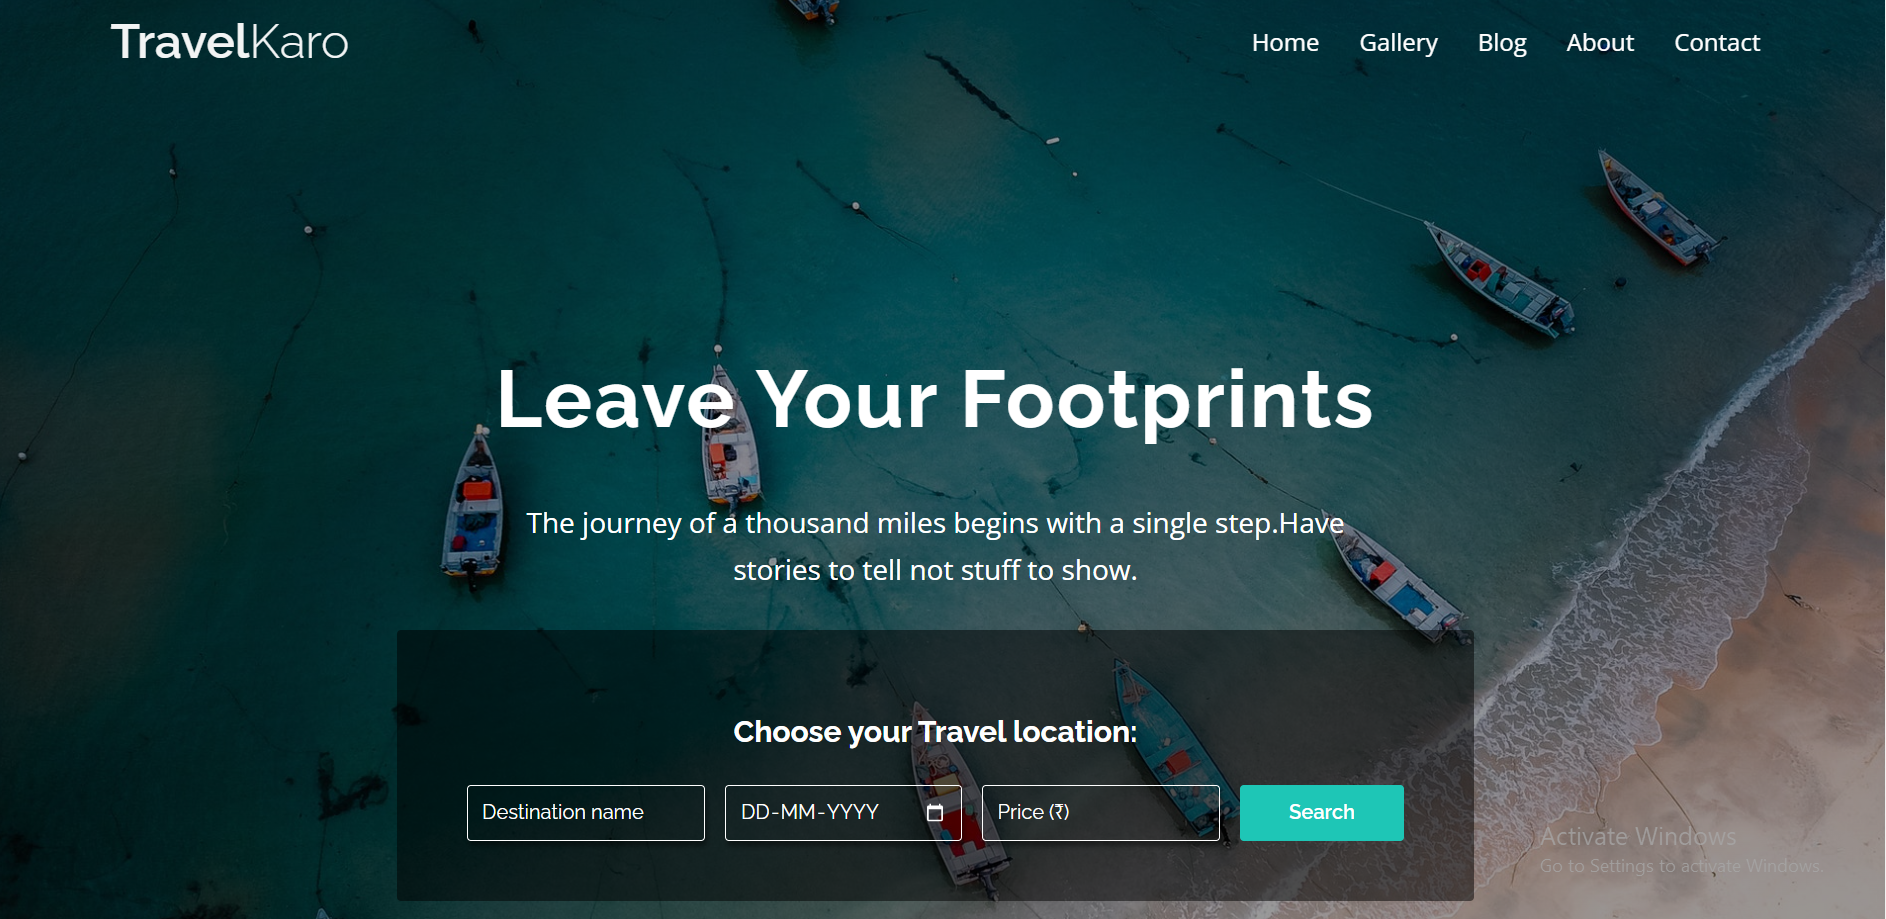 TravelKaro
Home Gallery Blog About Contact
Leave Your Footprints
The journey of a thousand miles begins with a single step.Have
stories to tell not stuff to show.
Choose your Travel location:
Destination name DD-MM-YYYY Price (₹) Search
Activate Windows
Go to Settings to activate Windows.